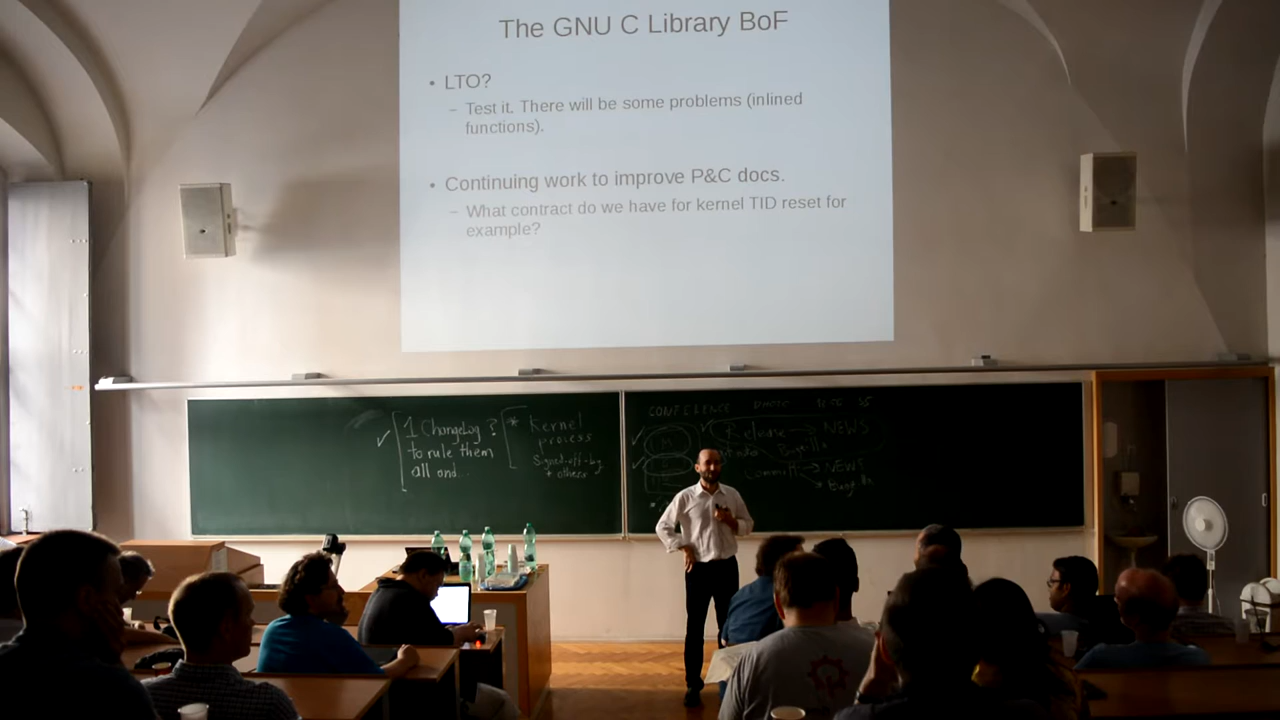 The GNU C Library BoF
• LTO?
– Test it. There will be some problems (inlined
functions).
• Continuing work to improve P&C docs.
– What contract do we have for kernel TID reset for
example?
1 ChangeLog ?
to rule them
all and...
* Kernel
process
Signed-off-by
+ others
CONFERENCE
Release → NEWS
Bugzilla
Commit → NEWS